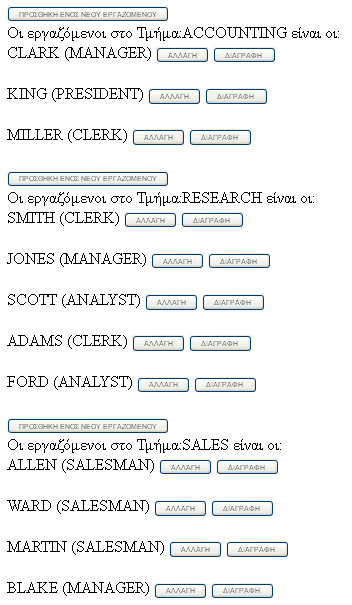 ΠΡΟΣΘΗΚΗ ΕΝΟΣ ΝΕΟΥ ΕΡΓΑΖΟΜΕΝΟΥ
Οι εργαζόμενοι στο Τμήμα:ACCOUNTING είναι οι:
CLARK (MANAGER) ΑΛΛΑΓΗ ΔΙΑΓΡΑΦΗ
KING (PRESIDENT) ΑΛΛΑΓΗ ΔΙΑΓΡΑΦΗ
MILLER (CLERK) ΑΛΛΑΓΗ ΔΙΑΓΡΑΦΗ
ΠΡΟΣΘΗΚΗ ΕΝΟΣ ΝΕΟΥ ΕΡΓΑΖΟΜΕΝΟΥ
Οι εργαζόμενοι στο Τμήμα:RESEARCH είναι οι:
SMITH (CLERK) ΑΛΛΑΓΗ ΔΙΑΓΡΑΦΗ
JONES (MANAGER) ΑΛΛΑΓΗ ΔΙΑΓΡΑΦΗ
SCOTT (ANALYST) ΑΛΛΑΓΗ ΔΙΑΓΡΑΦΗ
ADAMS (CLERK) ΑΛΛΑΓΗ ΔΙΑΓΡΑΦΗ
FORD (ANALYST) ΑΛΛΑΓΗ ΔΙΑΓΡΑΦΗ
ΠΡΟΣΘΗΚΗ ΕΝΟΣ ΝΕΟΥ ΕΡΓΑΖΟΜΕΝΟΥ
Οι εργαζόμενοι στο Τμήμα:SALES είναι οι:
ALLEN (SALESMAN) ΑΛΛΑΓΗ ΔΙΑΓΡΑΦΗ
WARD (SALESMAN) ΑΛΛΑΓΗ ΔΙΑΓΡΑΦΗ
MARTIN (SALESMAN) ΑΛΛΑΓΗ ΔΙΑΓΡΑΦΗ
BLAKE (MANAGER) ΑΛΛΑΓΗ ΔΙΑΓΡΑΦΗ